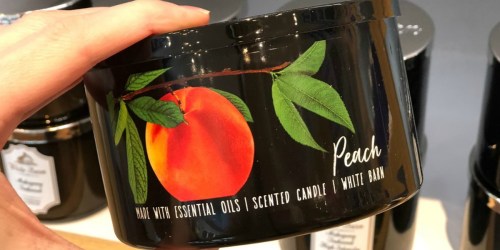 Peach
MADE WITH ESSENTIAL OILS | SCENTED CANDLE | WHITE BARN